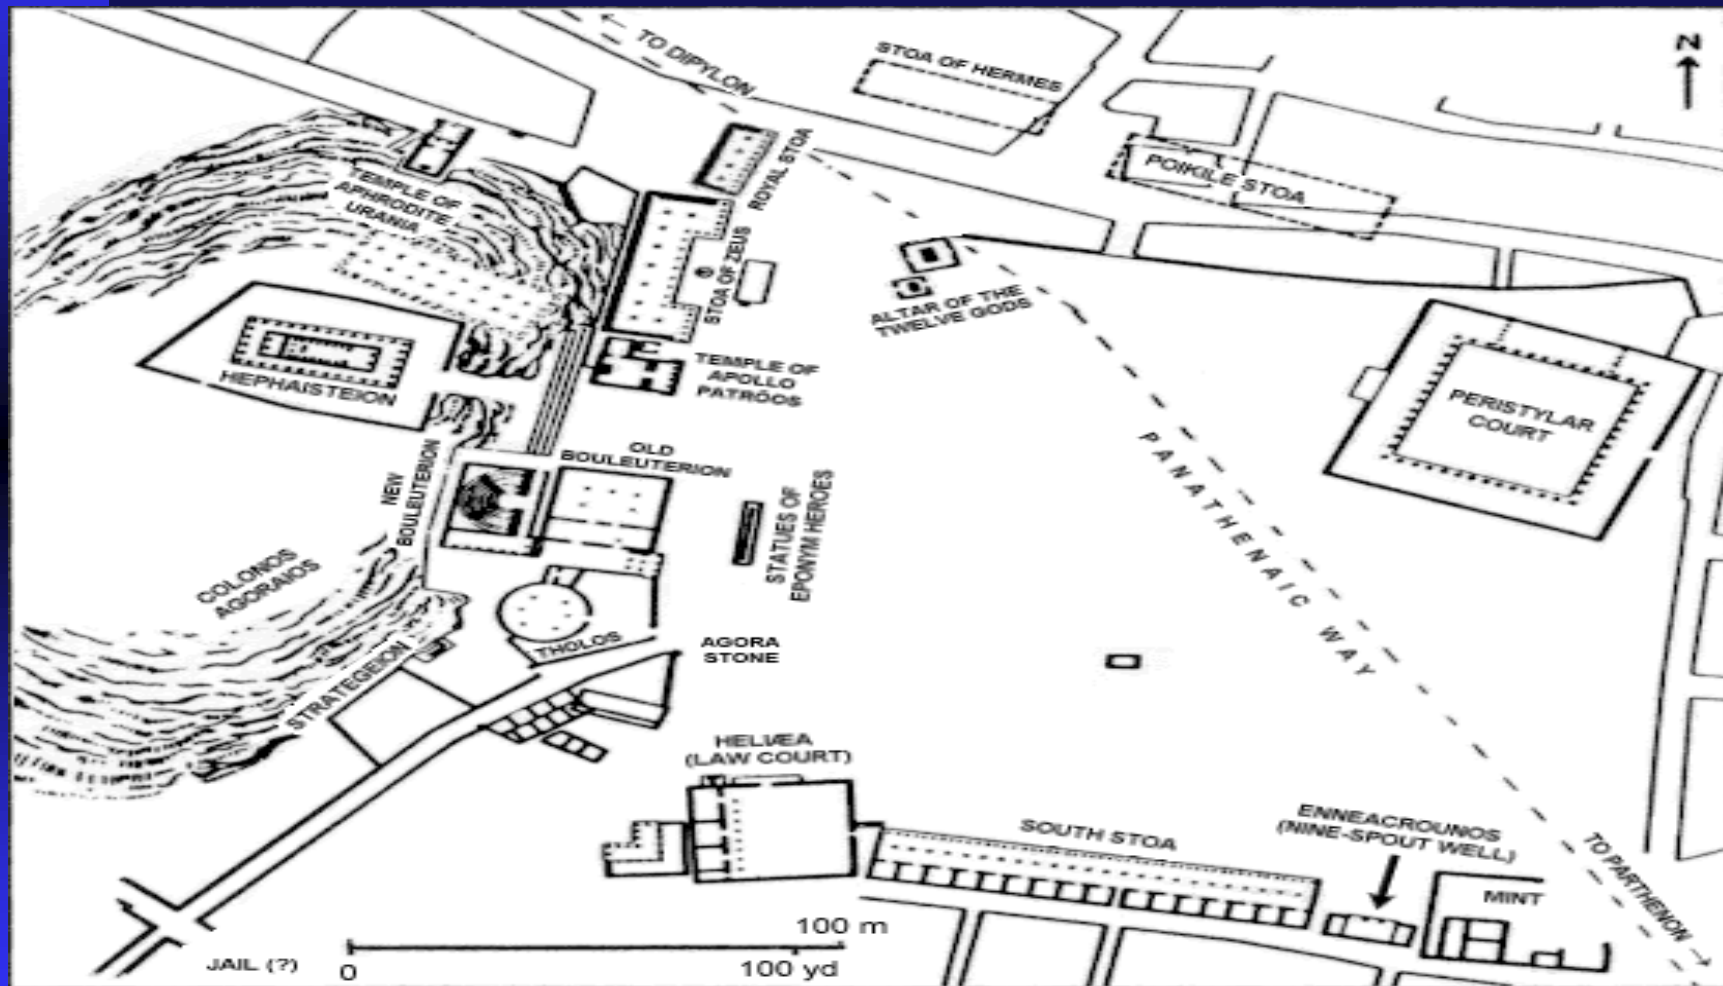 TO DIPYLON
STOA OF HERMES
N
ROYAL STOA
POIKILE STOA
TEMPLE OF
APHRODITE
URANIA
STOA OF ZEUS
ALTAR OF THE
TWELVE GODS
HEPHAISTEION
TEMPLE OF
APOLLO
PATRÓOS
PERISTYLAR
COURT
PANATHENAIC WAY
OLD
BOULEUTERION
NEW
BOULEUTERION
STATUES OF
EPONYM HEROES
COLONOS
AGORAIOS
THOLOS
AGORA
STONE
STRATEGEION
HELIÆA
(LAW COURT)
SOUTH STOA
ENNEACROUNOS
(NINE-SPOUT WELL)
TO PARTHENON
MINT
100 m
JAIL (?)
0
100 yd